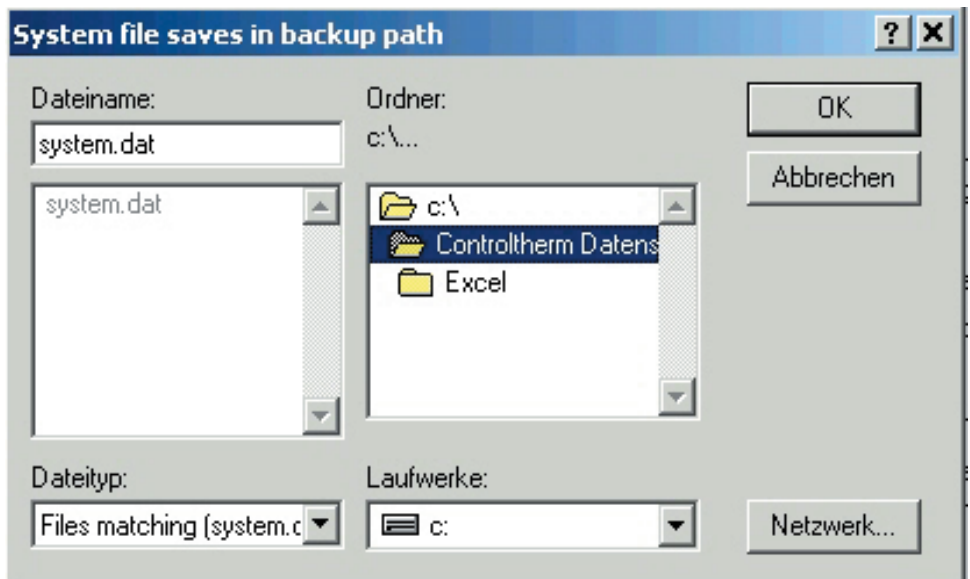 System file saves in backup path
Dateiname:
system.dat
system.dat
Ordner:
c:\...
c:\
Controltherm Datens
Excel
OK
Abbrechen
Dateityp:
Files matching (system.d
Laufwerke:
c:
Netzwerk...